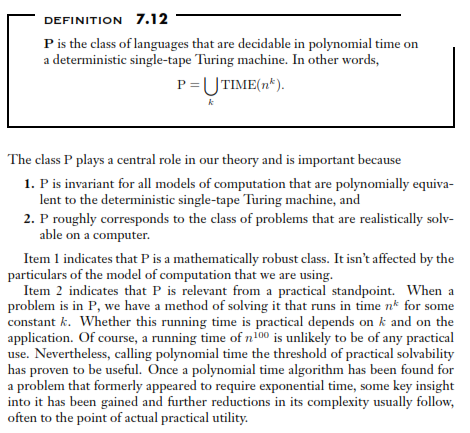 DEFINITION 7.12
P is the class of languages that are decidable in polynomial time on
a deterministic single-tape Turing machine. In other words,
P = ⋃ TIME(nᵏ).
k
The class P plays a central role in our theory and is important because
1. P is invariant for all models of computation that are polynomially equiva-
lent to the deterministic single-tape Turing machine, and
2. P roughly corresponds to the class of problems that are realistically solv-
able on a computer.
Item 1 indicates that P is a mathematically robust class. It isn't affected by the
particulars of the model of computation that we are using.
Item 2 indicates that P is relevant from a practical standpoint. When a
problem is in P, we have a method of solving it that runs in time nᵏ for some
constant k. Whether this running time is practical depends on k and on the
application. Of course, a running time of n¹⁰⁰ is unlikely to be of any practical
use. Nevertheless, calling polynomial time the threshold of practical solvability
has proven to be useful. Once a polynomial time algorithm has been found for
a problem that formerly appeared to require exponential time, some key insight
into it has been gained and further reductions in its complexity usually follow,
often to the point of actual practical utility.